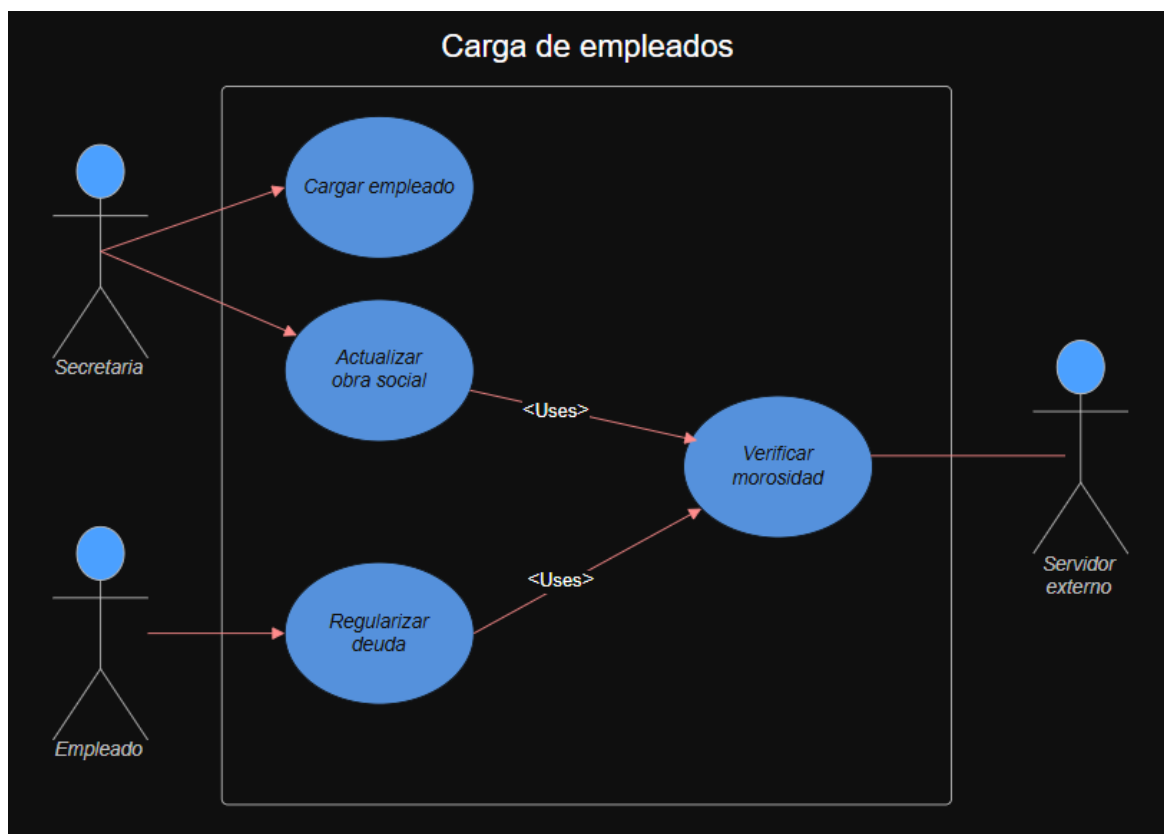 Carga de empleados
Cargar empleado
Secretaria
Actualizar
obra social
<Uses>
Verificar
morosidad
Servidor
externo
<Uses>
Regularizar
deuda
Empleado